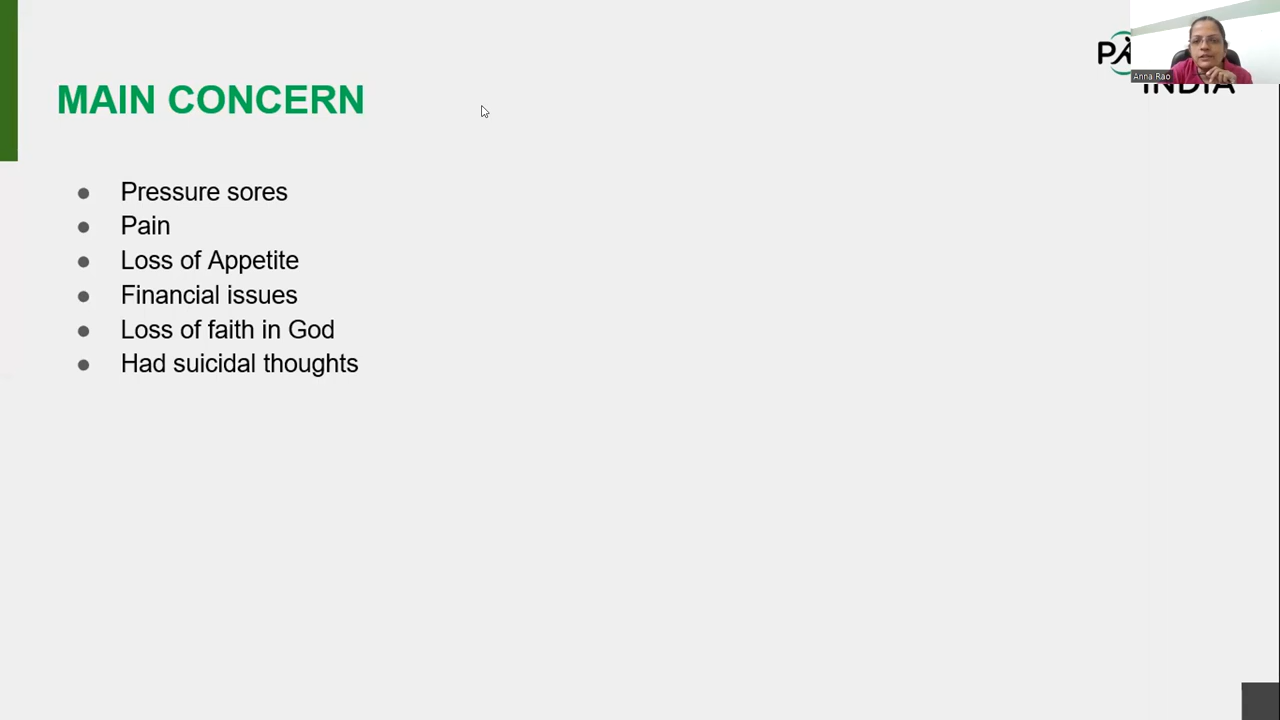 MAIN CONCERN
Anna Rao
INDIA
Pressure sores
Pain
Loss of Appetite
Financial issues
Loss of faith in God
Had suicidal thoughts